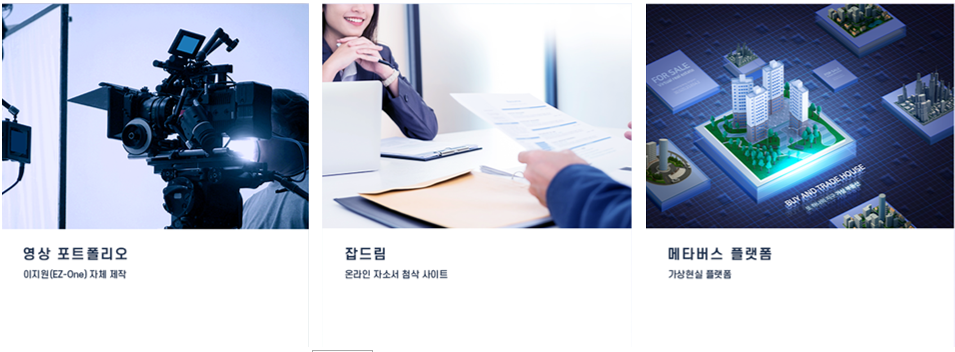 FOR SALE
BUY AND TRADE HOUSE
영상 포트폴리오
이지원(EZ-One) 자체 제작
잡드림
온라인 자소서 첨삭 사이트
메타버스 플랫폼
가상현실 플랫폼